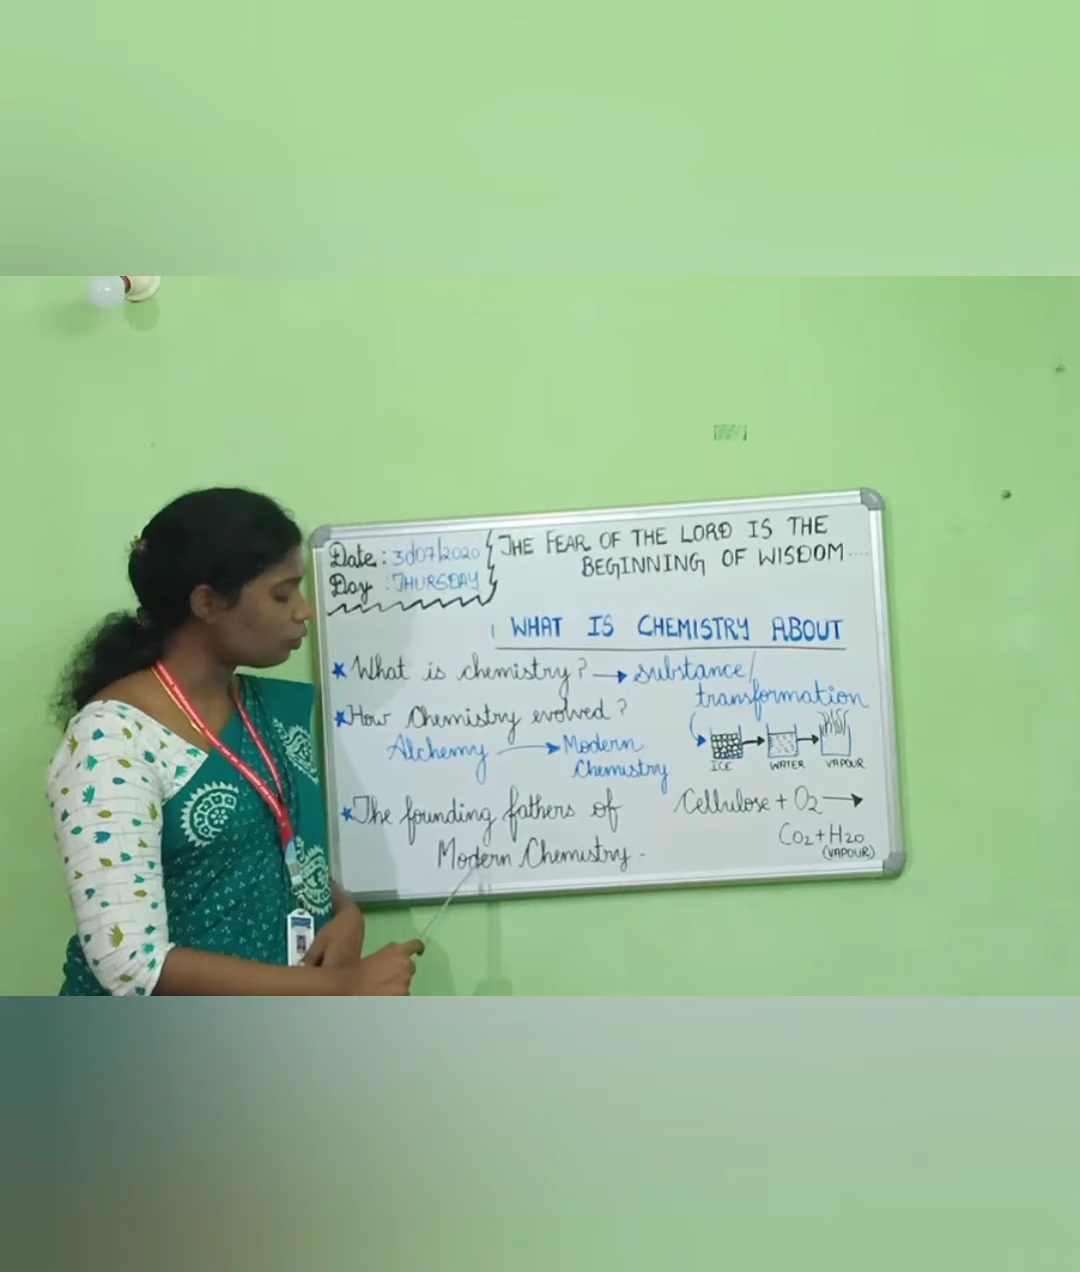 Date: 30/07/2020
Day: THURSDAY
THE FEAR OF THE LORD IS THE
BEGINNING OF WISDOM....
1 WHAT IS CHEMISTRY ABOUT
★ What is chemistry? → substance/
transformation
ICE → WATER → VAPOUR
★ How Chemistry evolved?
Alchemy → Modern
Chemistry
★ The founding fathers of
Modern Chemistry -
Cellulose + O2 →
CO2 + H2O
(VAPOUR)